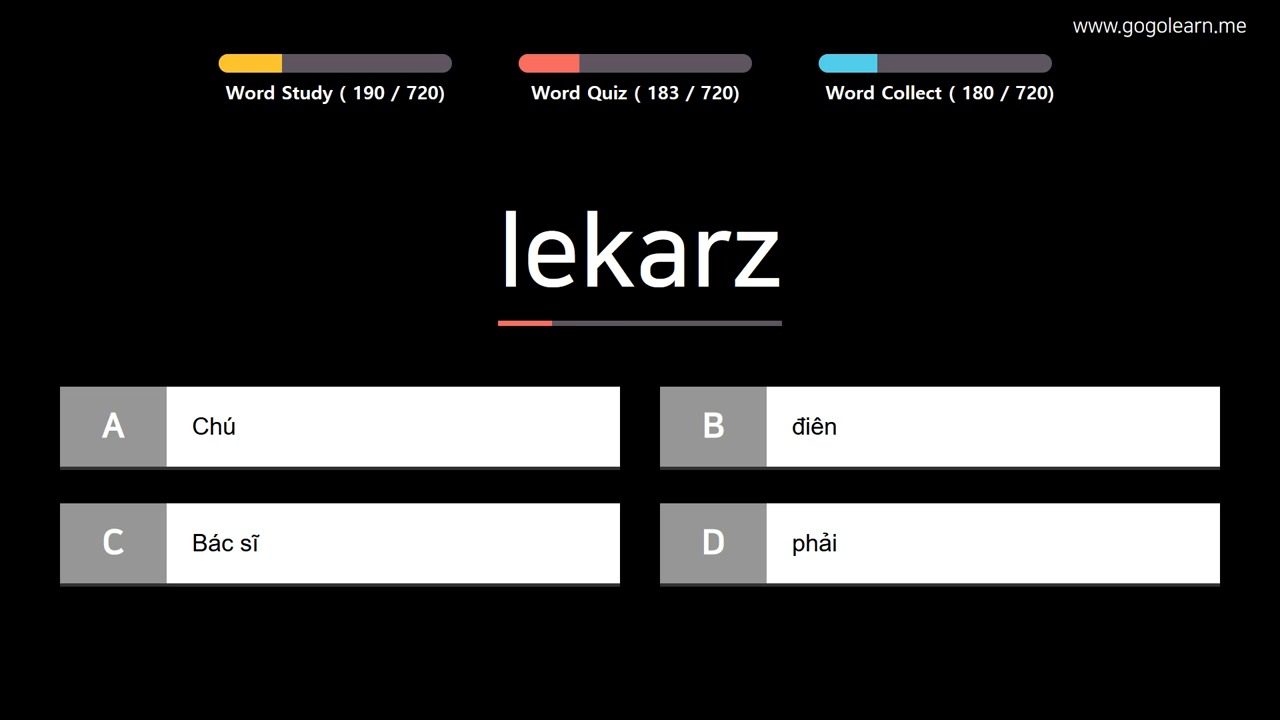 www.gogolearn.me
Word Study ( 190 / 720)
Word Quiz ( 183 / 720)
Word Collect ( 180 / 720)
lekarz
A Chú
B điên
C Bác sĩ
D phải